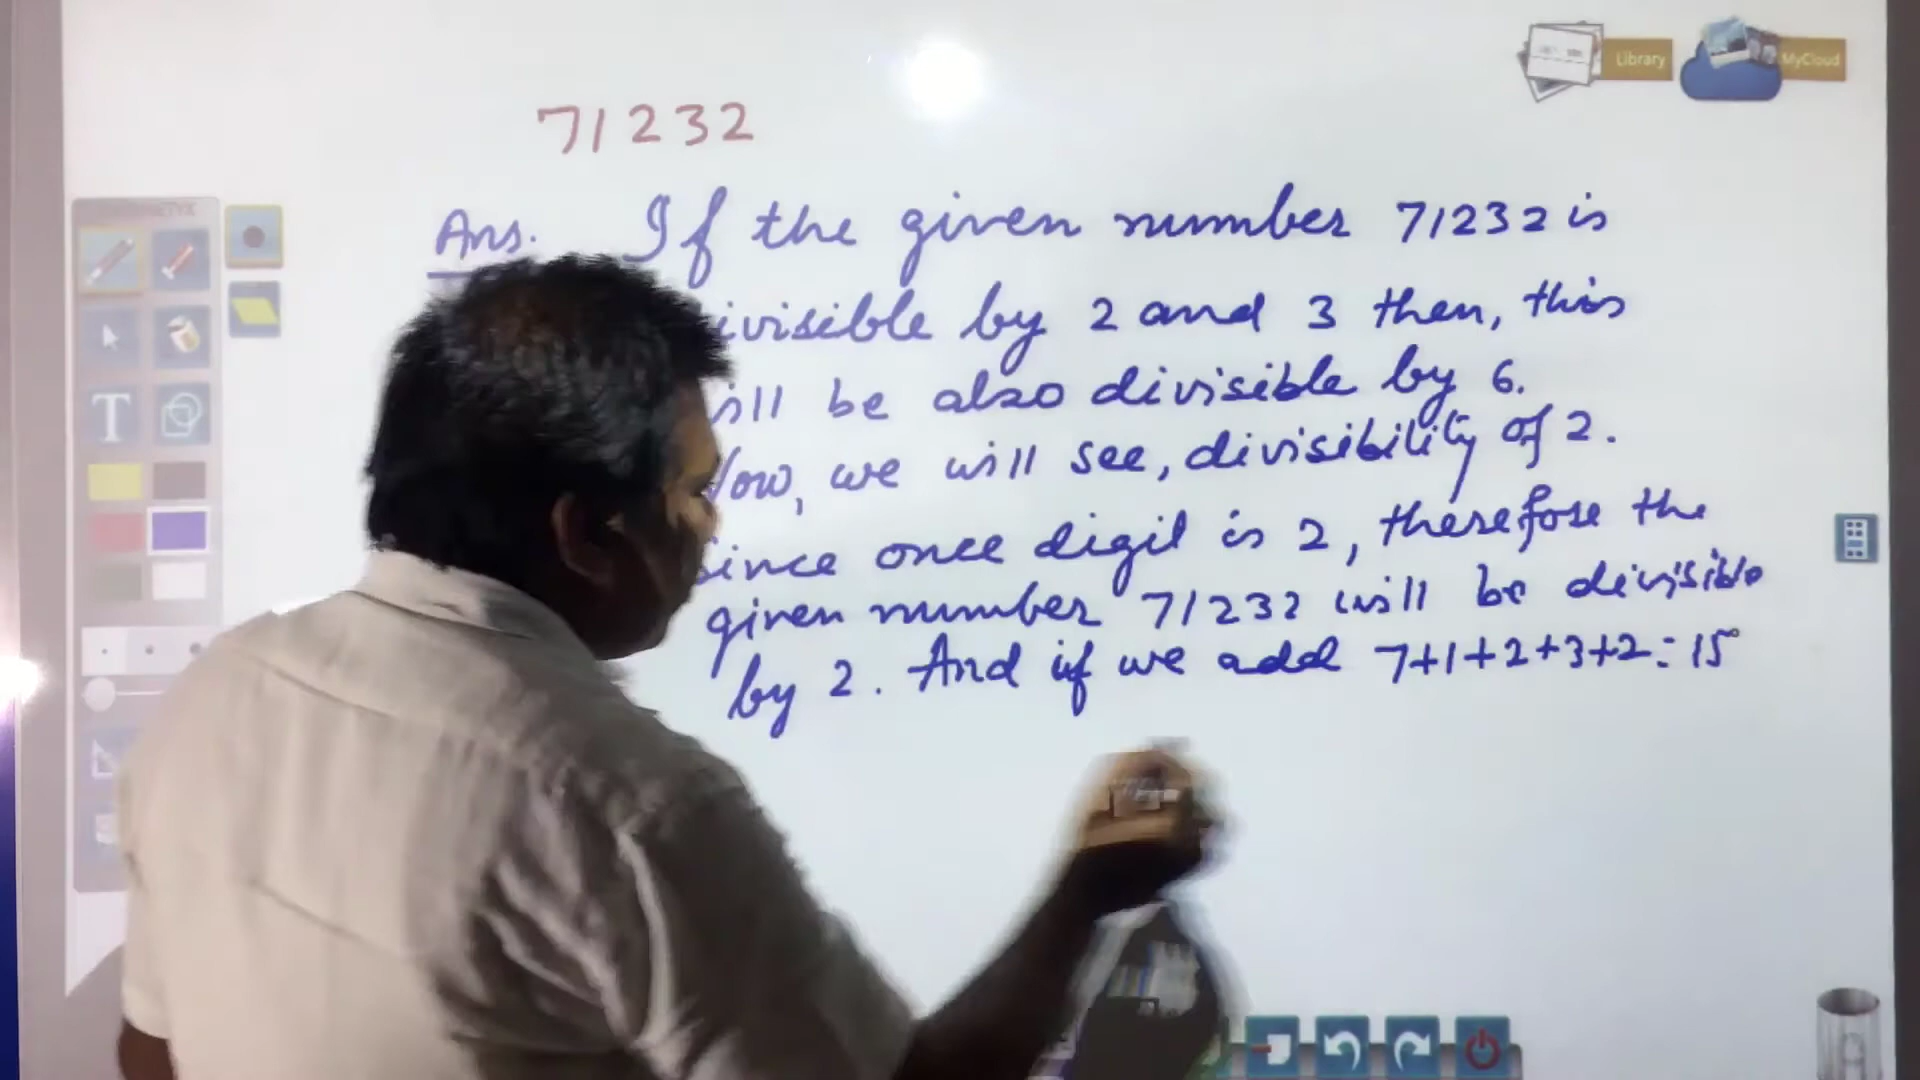 Library
MyCloud
71232
Ans. If the given number 71232 is
ivisible by 2 and 3 then, this
ill be also divisible by 6.
ow, we will see, divisibility of 2.
ince once digit is 2, therefore the
given number 71232 will be divisible
by 2. And if we add 7+1+2+3+2=15
T